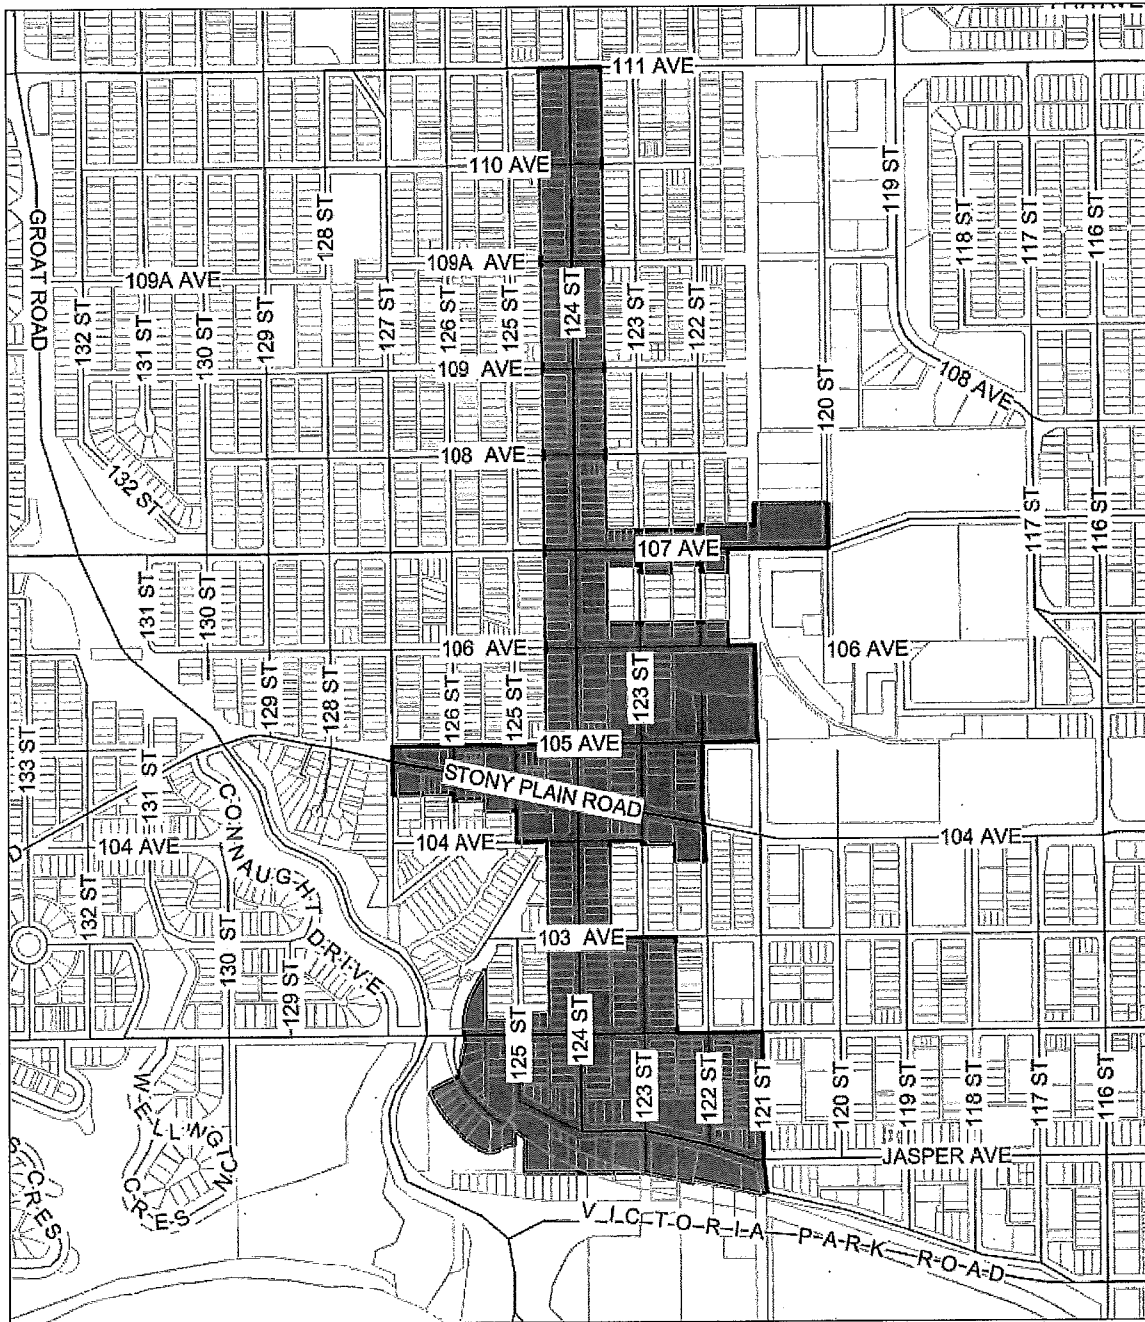 111 AVE
110 AVE
119 ST
128 ST
118 ST
117 ST
116 ST
GROAT ROAD
109A AVE
109A AVE
132 ST
131 ST
130 ST
129 ST
127 ST
126 ST
125 ST
124 ST
123 ST
122 ST
109 AVE
120 ST
108 AVE
108 AVE
132 ST
117 ST
116 ST
107 AVE
131 ST
130 ST
106 AVE
106 AVE
129 ST
128 ST
126 ST
125 ST
123 ST
133 ST
131 ST
105 AVE
STONY PLAIN ROAD
CONNAUGHT DRIVE
104 AVE
104 AVE
104 AVE
132 ST
130 ST
129 ST
103 AVE
125 ST
124 ST
123 ST
122 ST
121 ST
120 ST
119 ST
118 ST
117 ST
116 ST
WELLINGTON CRES
JASPER AVE
S CRES
VICTORIA PARK ROAD